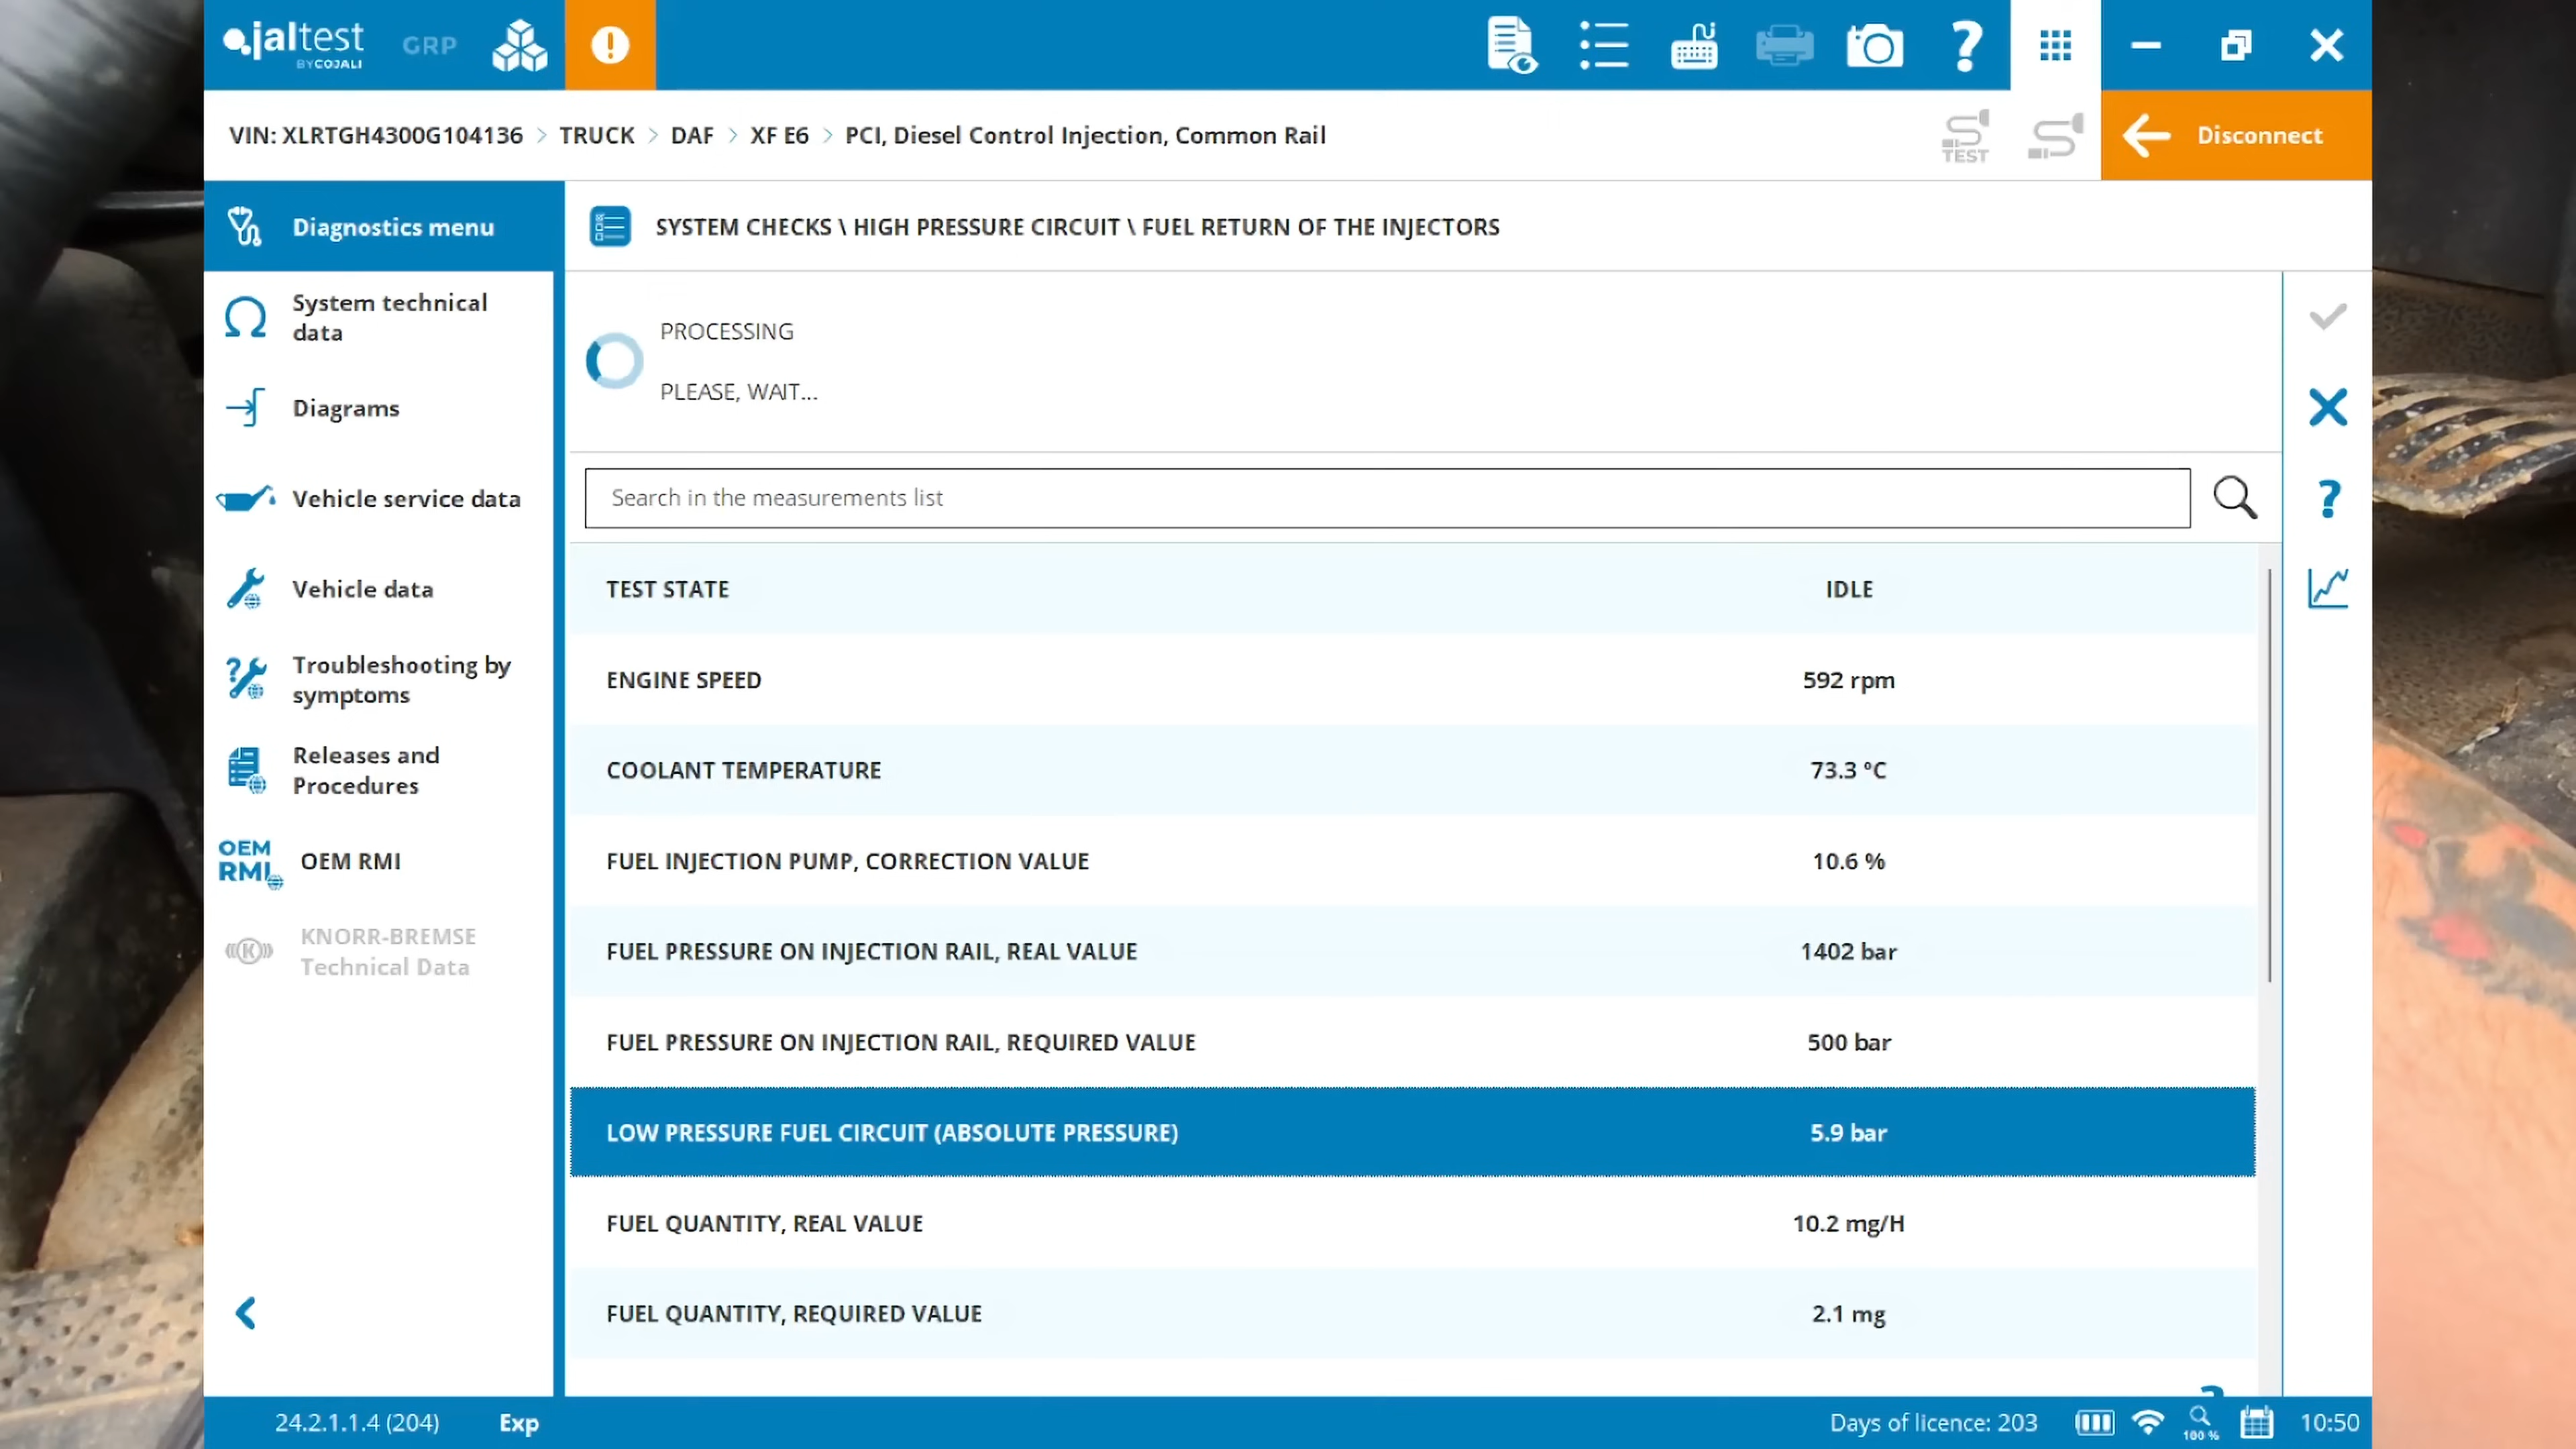 jaltest
BY COJALI
GRP
VIN: XLRTGH4300G104136 > TRUCK > DAF > XF E6 > PCI, Diesel Control Injection, Common Rail
TEST
Disconnect
Diagnostics menu
SYSTEM CHECKS \ HIGH PRESSURE CIRCUIT \ FUEL RETURN OF THE INJECTORS
System technical
data
Diagrams
Vehicle service data
Vehicle data
Troubleshooting by
symptoms
Releases and
Procedures
OEM
RMI
OEM RMI
KNORR-BREMSE
Technical Data
PROCESSING
PLEASE, WAIT...
Search in the measurements list
TEST STATE IDLE
ENGINE SPEED 592 rpm
COOLANT TEMPERATURE 73.3 ºC
FUEL INJECTION PUMP, CORRECTION VALUE 10.6 %
FUEL PRESSURE ON INJECTION RAIL, REAL VALUE 1402 bar
FUEL PRESSURE ON INJECTION RAIL, REQUIRED VALUE 500 bar
LOW PRESSURE FUEL CIRCUIT (ABSOLUTE PRESSURE) 5.9 bar
FUEL QUANTITY, REAL VALUE 10.2 mg/H
FUEL QUANTITY, REQUIRED VALUE 2.1 mg
24.2.1.1.4 (204) Exp Days of licence: 203 100 % 10:50